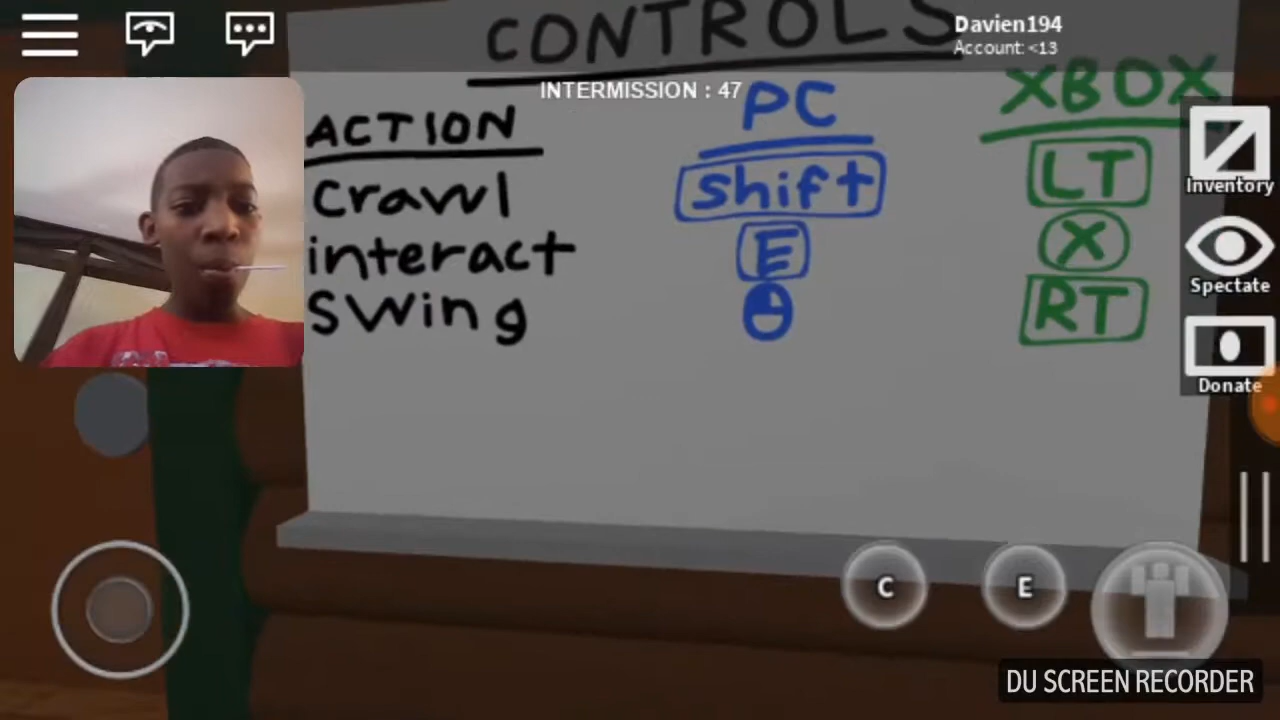 CONTROLS
Davien194
Account: <13
INTERMISSION : 47
ACTION PC XBOX
Crawl Shift LT
interact E X
Swing RT
Inventory
Spectate
Donate
C E
DU SCREEN RECORDER